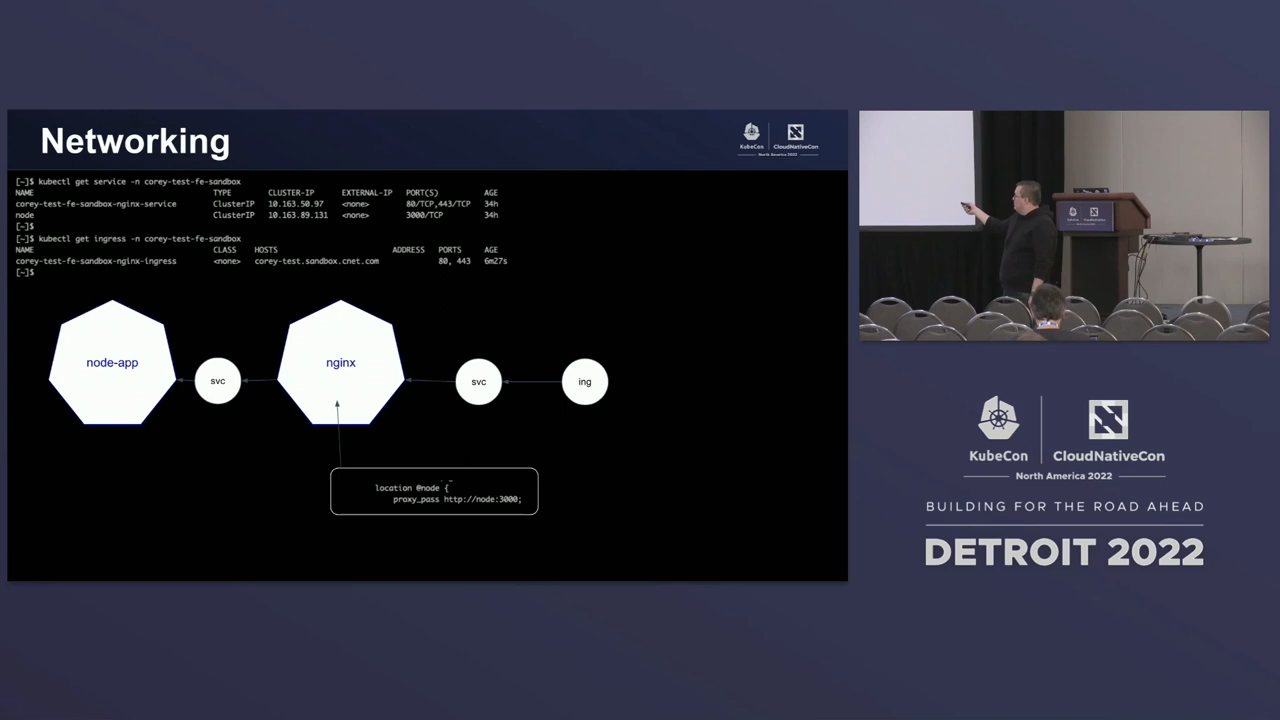 Networking
KubeCon CloudNativeCon
North America 2022
[~]$ kubectl get service -n corey-test-fe-sandbox
NAME TYPE CLUSTER-IP EXTERNAL-IP PORT(S) AGE
corey-test-fe-sandbox-nginx-service ClusterIP 10.163.50.97 <none> 80/TCP,443/TCP 34h
node ClusterIP 10.163.89.131 <none> 3000/TCP 34h
[~]$
[~]$ kubectl get ingress -n corey-test-fe-sandbox
NAME CLASS HOSTS ADDRESS PORTS AGE
corey-test-fe-sandbox-nginx-ingress <none> corey-test.sandbox.cnet.com 80, 443 6m27s
[~]$
node-app
svc
nginx
svc
ing
location @node {
proxy_pass http://node:3000;
KubeCon CloudNativeCon
North America 2022
BUILDING FOR THE ROAD AHEAD
DETROIT 2022